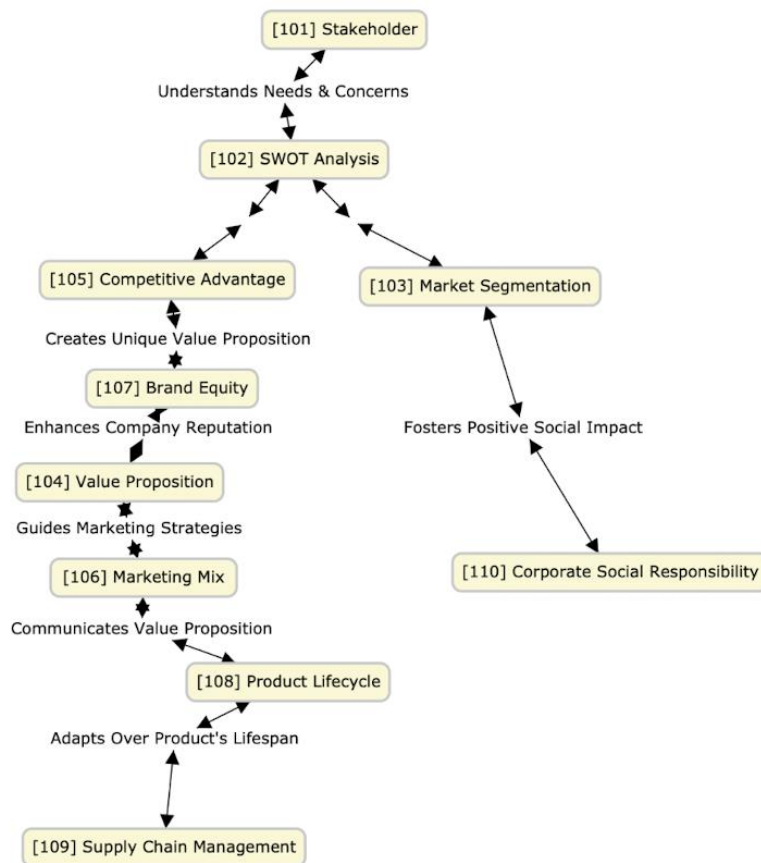 [101] Stakeholder
Understands Needs & Concerns
[102] SWOT Analysis
[105] Competitive Advantage
[103] Market Segmentation
Creates Unique Value Proposition
[107] Brand Equity
Enhances Company Reputation
Fosters Positive Social Impact
[104] Value Proposition
Guides Marketing Strategies
[106] Marketing Mix
[110] Corporate Social Responsibility
Communicates Value Proposition
[108] Product Lifecycle
Adapts Over Product's Lifespan
[109] Supply Chain Management